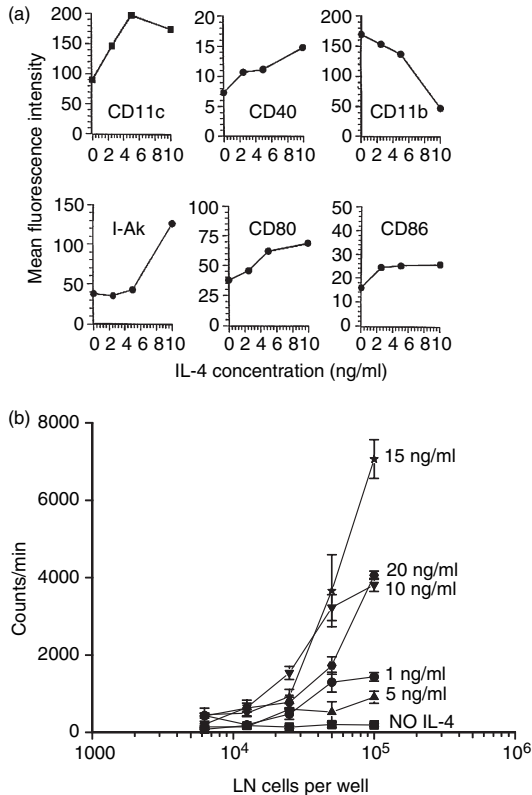 (a)
Mean fluorescence intensity
200
150
100
50
0
CD11c
0 2 4 6 8 10
20
15
10
5
0
CD40
0 2 4 6 8 10
200
150
100
50
0
CD11b
0 2 4 6 8 10
150
100
50
0
I-Ak
0 2 4 6 8 10
100
75
50
25
0
CD80
0 2 4 6 8 10
50
40
30
20
10
0
CD86
0 2 4 6 8 10
IL-4 concentration (ng/ml)
(b)
Counts/min
8000
6000
4000
2000
0
15 ng/ml
20 ng/ml
10 ng/ml
1 ng/ml
5 ng/ml
NO IL-4
1000 10⁴ 10⁵ 10⁶
LN cells per well